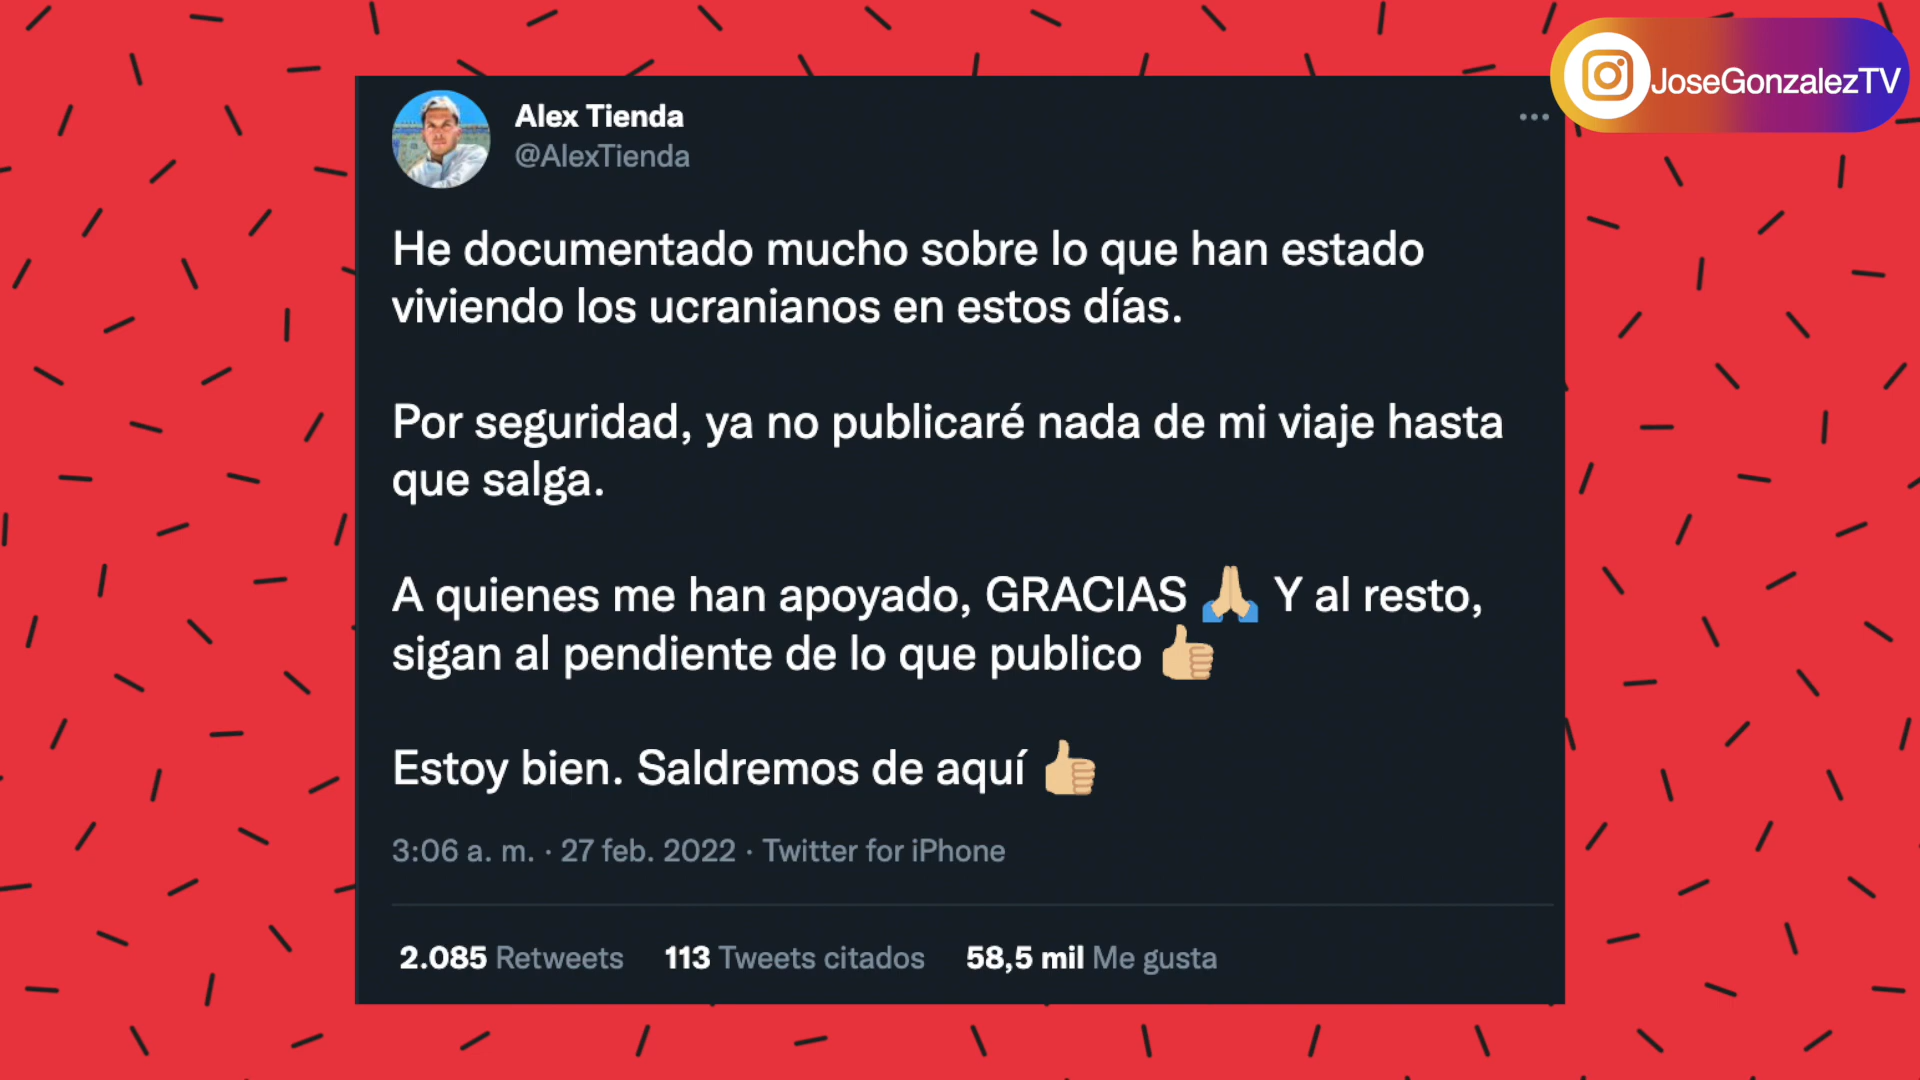 JoseGonzalezTV
Alex Tienda
@AlexTienda
He documentado mucho sobre lo que han estado
viviendo los ucranianos en estos días.
Por seguridad, ya no publicaré nada de mi viaje hasta
que salga.
A quienes me han apoyado, GRACIAS 🙏🏼 Y al resto,
sigan al pendiente de lo que publico 👍🏼
Estoy bien. Saldremos de aquí 👍🏼
3:06 a. m. · 27 feb. 2022 · Twitter for iPhone
2.085 Retweets 113 Tweets citados 58,5 mil Me gusta